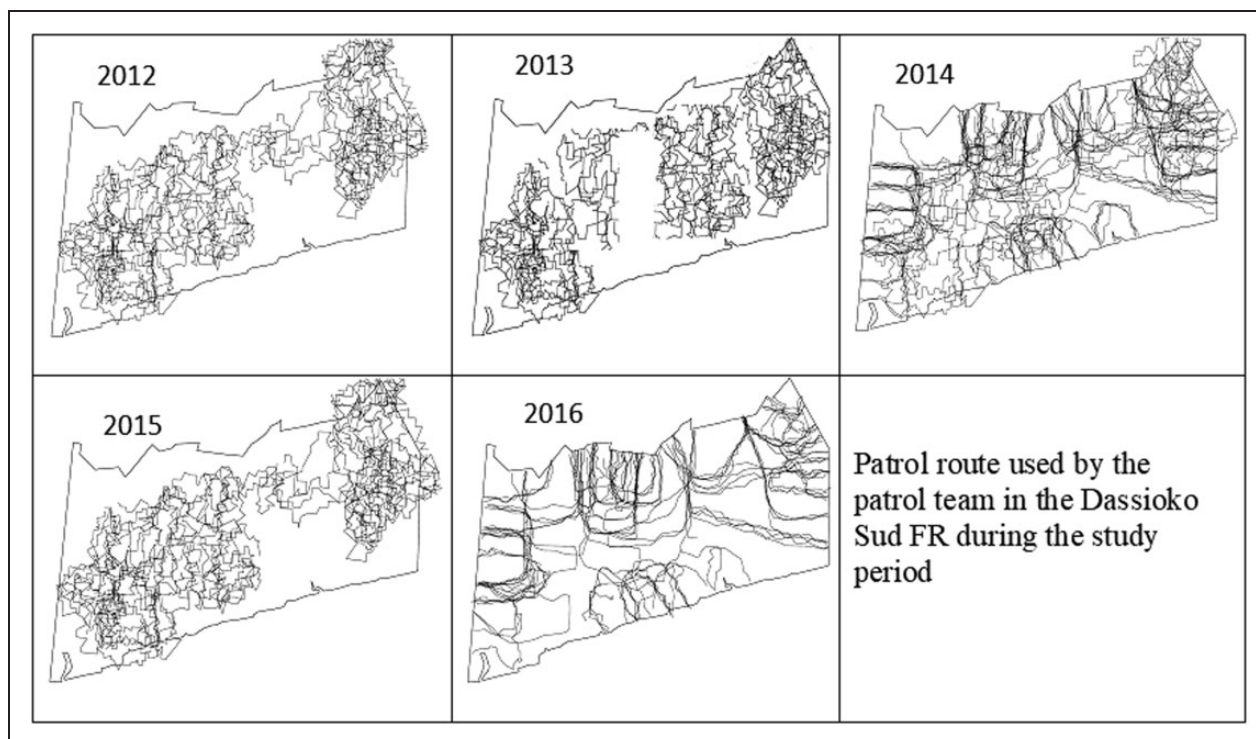 2012
2013
2014
2015
2016
Patrol route used by the
patrol team in the Dassioko
Sud FR during the study
period